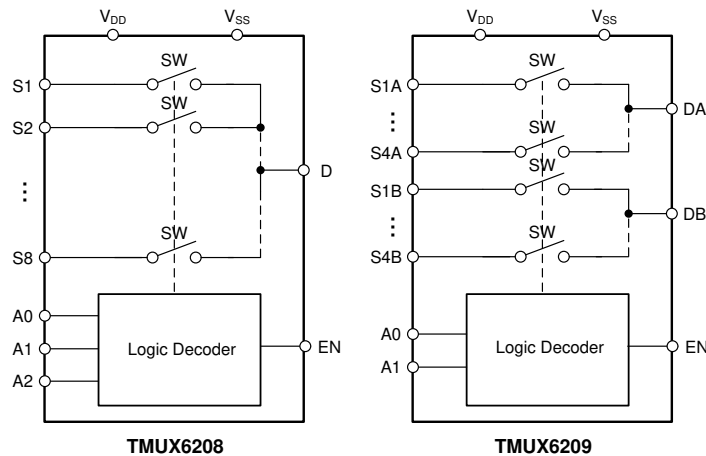 VDD VSS
SW
S1
SW
S2
D
...
SW
S8
A0
A1
Logic Decoder
EN
A2
TMUX6208
VDD VSS
SW
S1A
DA
...
SW
S4A
SW
S1B
DB
...
SW
S4B
A0
Logic Decoder
EN
A1
TMUX6209